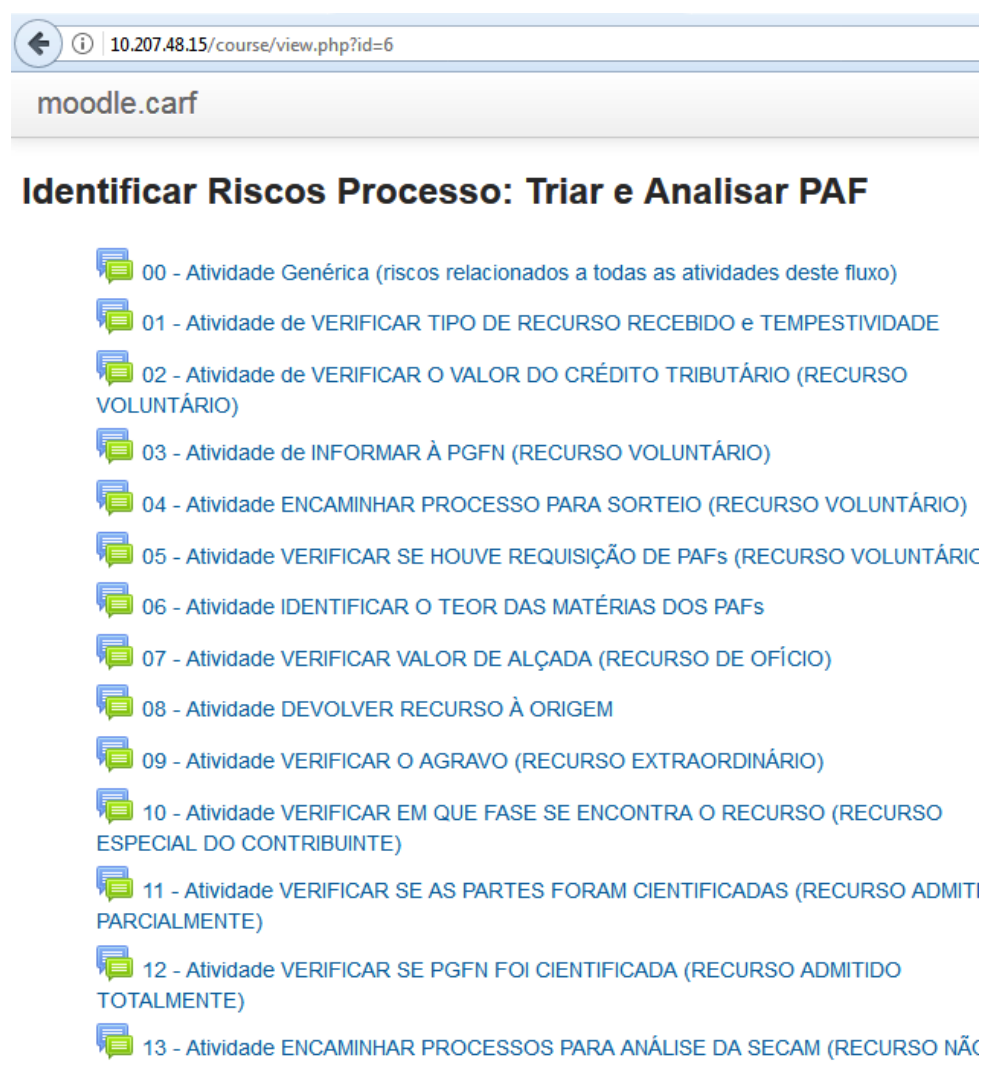 10.207.48.15/course/view.php?id=6
moodle.carf
Identificar Riscos Processo: Triar e Analisar PAF
00 - Atividade Genérica (riscos relacionados a todas as atividades deste fluxo)
01 - Atividade de VERIFICAR TIPO DE RECURSO RECEBIDO e TEMPESTIVIDADE
02 - Atividade de VERIFICAR O VALOR DO CRÉDITO TRIBUTÁRIO (RECURSO
VOLUNTÁRIO)
03 - Atividade de INFORMAR À PGFN (RECURSO VOLUNTÁRIO)
04 - Atividade ENCAMINHAR PROCESSO PARA SORTEIO (RECURSO VOLUNTÁRIO)
05 - Atividade VERIFICAR SE HOUVE REQUISIÇÃO DE PAFs (RECURSO
06 - Atividade IDENTIFICAR O TEOR DAS MATÉRIAS DOS PAFs
07 - Atividade VERIFICAR VALOR DE ALÇADA (RECURSO DE OFÍCIO)
08 - Atividade DEVOLVER RECURSO À ORIGEM
09 - Atividade VERIFICAR O AGRAVO (RECURSO EXTRAORDINÁRIO)
10 - Atividade VERIFICAR EM QUE FASE SE ENCONTRA O RECURSO (RECURSO
ESPECIAL DO CONTRIBUINTE)
11 - Atividade VERIFICAR SE AS PARTES FORAM CIENTIFICADAS (RECURSO
PARCIALMENTE)
12 - Atividade VERIFICAR SE PGFN FOI CIENTIFICADA (RECURSO ADMITIDO
TOTALMENTE)
13 - Atividade ENCAMINHAR PROCESSOS PARA ANÁLISE DA SECAM (RECURSO